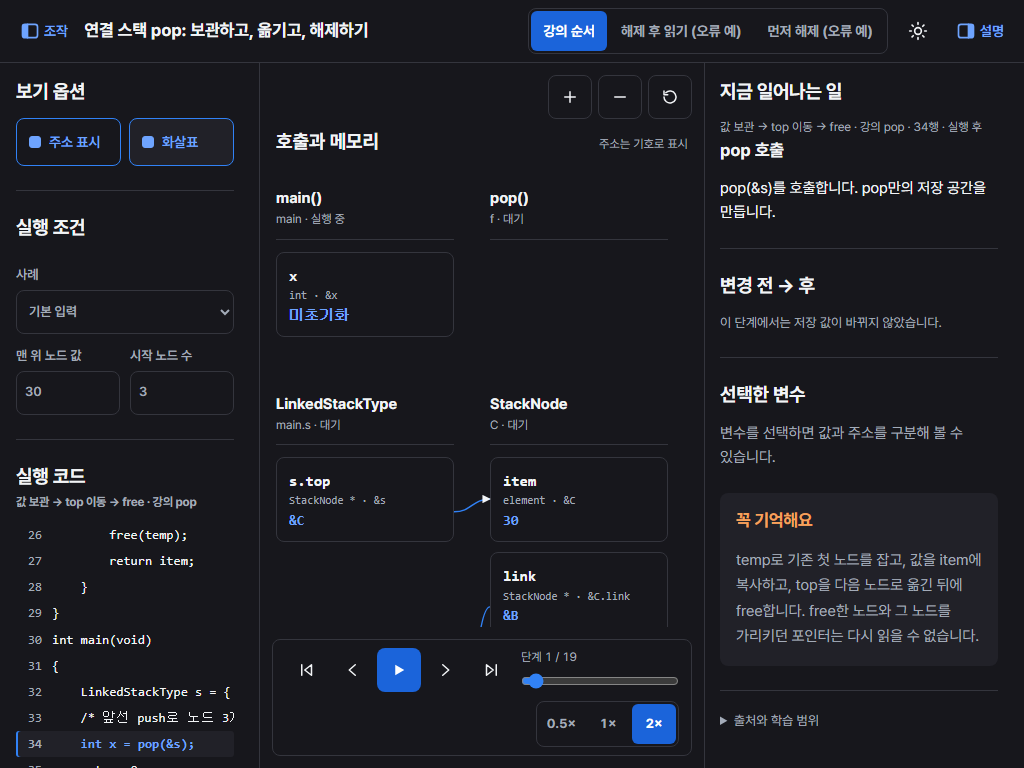 조작
연결 스택 pop: 보관하고, 옮기고, 해제하기
강의 순서
해제 후 읽기 (오류 예)
먼저 해제 (오류 예)
설명
보기 옵션
주소 표시
화살표
실행 조건
사례
기본 입력
맨 위 노드 값
시작 노드 수
30
3
실행 코드
값 보관 → top 이동 → free · 강의 pop
26 free(temp);
27 return item;
28 }
29 }
30 int main(void)
31 {
32 LinkedStackType s = {
33 /* 앞선 push로 노드 3
34 int x = pop(&s);
호출과 메모리
주소는 기호로 표시
main()
main · 실행 중
pop()
f · 대기
x
int · &x
미초기화
LinkedStackType
main.s · 대기
StackNode
C · 대기
s.top
StackNode * · &s
&C
item
element · &C
30
link
StackNode * · &C.link
&B
단계 1 / 19
0.5×
1×
2×
지금 일어나는 일
값 보관 → top 이동 → free · 강의 pop · 34행 · 실행 후
pop 호출
pop(&s)를 호출합니다. pop만의 저장 공간을
만듭니다.
변경 전 → 후
이 단계에서는 저장 값이 바뀌지 않았습니다.
선택한 변수
변수를 선택하면 값과 주소를 구분해 볼 수
있습니다.
꼭 기억해요
temp로 기존 첫 노드를 잡고, 값을 item에
복사하고, top을 다음 노드로 옮긴 뒤에
free합니다. free한 노드와 그 노드를
가리키던 포인터는 다시 읽을 수 없습니다.
출처와 학습 범위